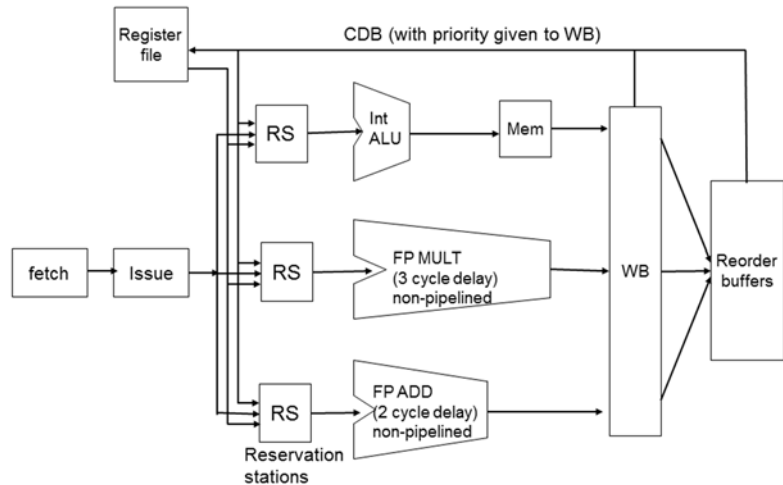 Register
file
CDB (with priority given to WB)
RS
Int
ALU
Mem
fetch
Issue
RS
FP MULT
(3 cycle delay)
non-pipelined
WB
Reorder
buffers
RS
FP ADD
(2 cycle delay)
non-pipelined
Reservation
stations